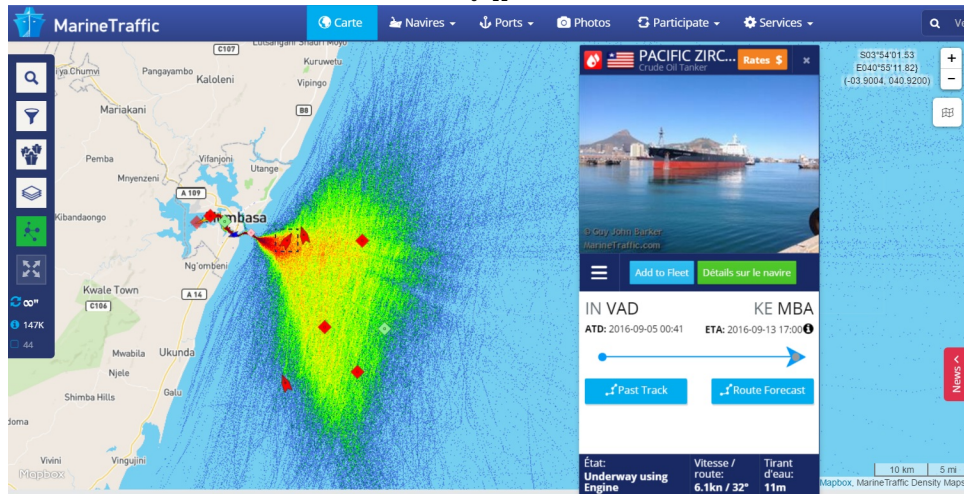 MarineTraffic
Carte
Navires
Ports
Photos
Participate
Services
C107
Kuruwetu
Pangayambo
Kaloleni
Vipingo
Mariakani
B8
Pemba
Vifanjoni
Utange
Mnyenzeni
A 109
Kibandaongo
Ng'ombeni
Kwale Town
C106
A 14
Mwabila
Ukunda
Njele
Galu
Shimba Hills
Vivini
Vingujini
Mapbox
∞"
147K
44
PACIFIC ZIRC...
Crude Oil Tanker
Rates $
×
© Guy John Barker
MarineTraffic.com
Add to Fleet
Détails sur le navire
IN VAD
KE MBA
ATD: 2016-09-05 00:41
ETA: 2016-09-13 17:00
Past Track
Route Forecast
État:
Underway using
Engine
Vitesse /
route:
6.1kn / 32°
Tirant
d'eau:
11m
S03°54'01.53
E040°55'11.82)
(-03.9004, 040.9200)
+
−
News
10 km
5 mi
Mapbox, MarineTraffic Density Maps